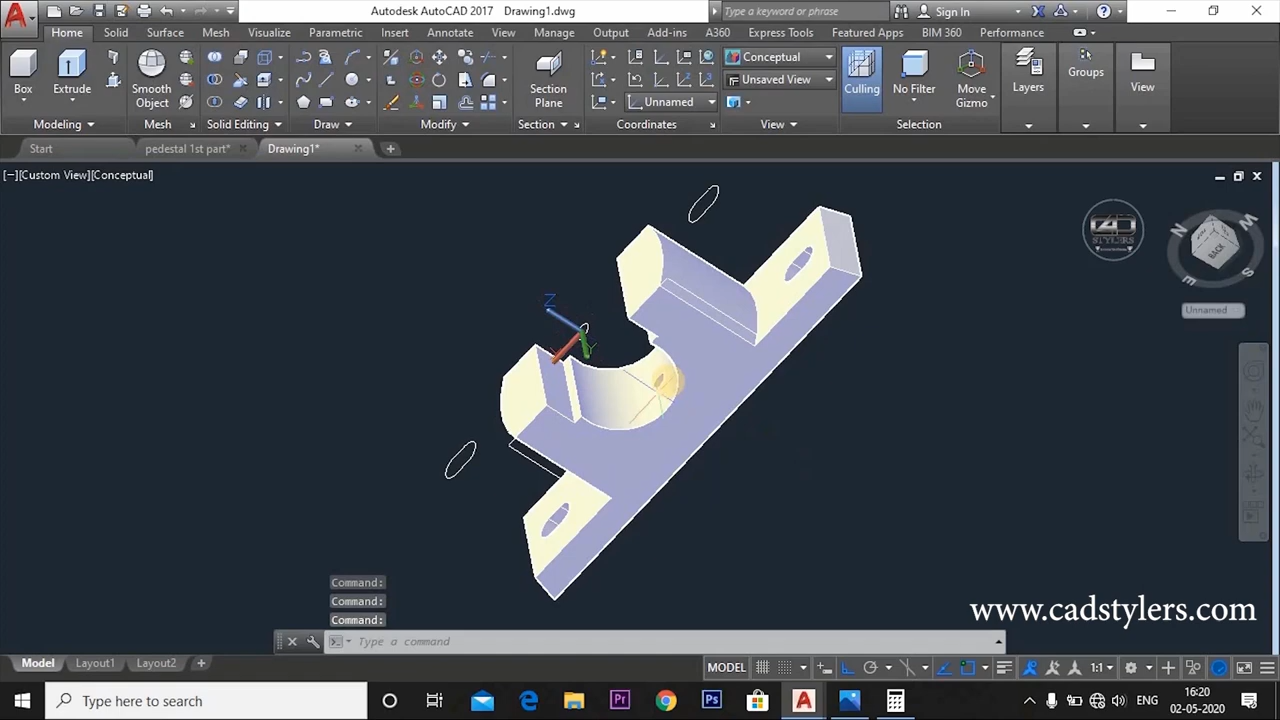 Autodesk AutoCAD 2017 Drawing1.dwg
Type a keyword or phrase
Sign In
Home Solid Surface Mesh Visualize Parametric Insert Annotate View Manage Output Add-ins A360 Express Tools Featured Apps BIM 360 Performance
Box
Extrude
Smooth
Object
Section
Plane
Unnamed
Conceptual
Unsaved View
Culling
No Filter
Move
Gizmo
Layers
Groups
View
Modeling Mesh Solid Editing Draw Modify Section Coordinates View Selection
Start pedestal 1st part* Drawing1*
[−][Custom View][Conceptual]
STYLERS
N
W
BACK
E
S
Z
Y
Unnamed
Command:
Command:
Command:
www.cadstylers.com
Type a command
Model Layout1 Layout2
MODEL
1:1
Type here to search
Pr
Ps
ENG
16:20
02-05-2020